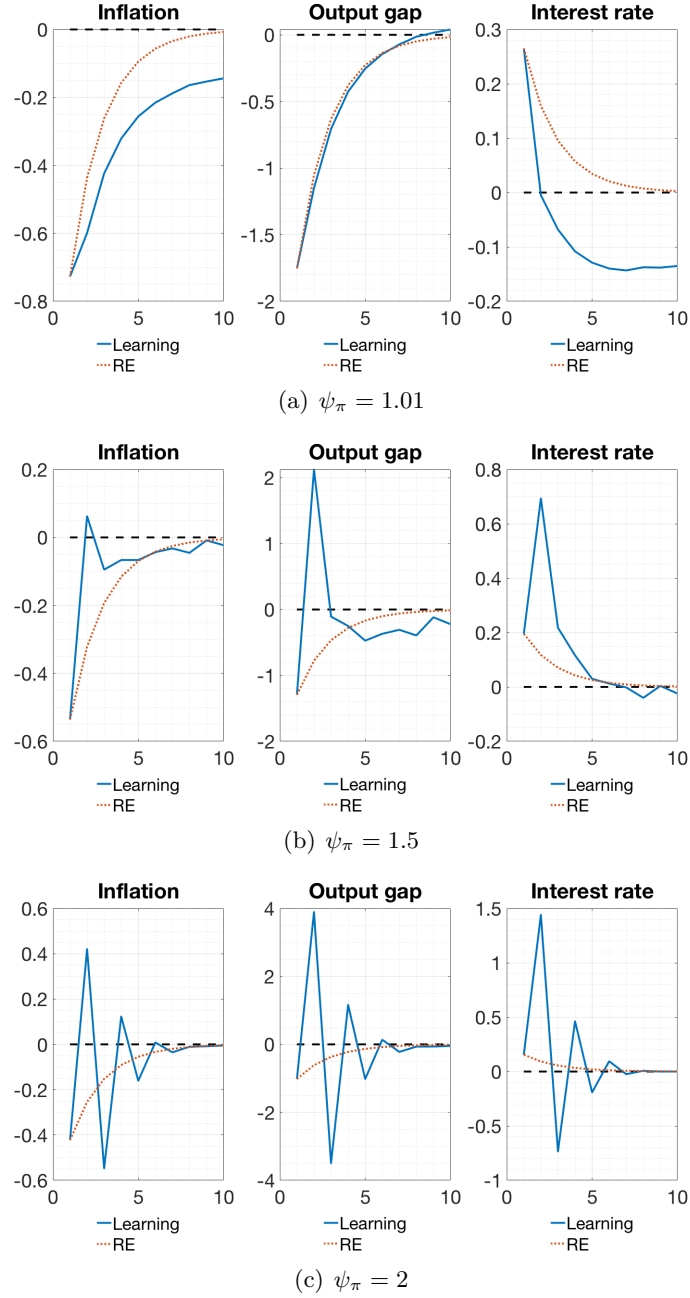 Inflation Output gap Interest rate
0 -0.2 -0.4 -0.6 -0.8
0 5 10
Learning
RE
0 -0.5 -1 -1.5 -2
0 5 10
Learning
RE
0.3 0.2 0.1 0 -0.1 -0.2
0 5 10
Learning
RE
(a) ψπ = 1.01
Inflation Output gap Interest rate
0.2 0 -0.2 -0.4 -0.6
0 5 10
Learning
RE
2 1 0 -1 -2
0 5 10
Learning
RE
0.8 0.6 0.4 0.2 0 -0.2
0 5 10
Learning
RE
(b) ψπ = 1.5
Inflation Output gap Interest rate
0.6 0.4 0.2 0 -0.2 -0.4 -0.6
0 5 10
Learning
RE
4 2 0 -2 -4
0 5 10
Learning
RE
1.5 1 0.5 0 -0.5 -1
0 5 10
Learning
RE
(c) ψπ = 2